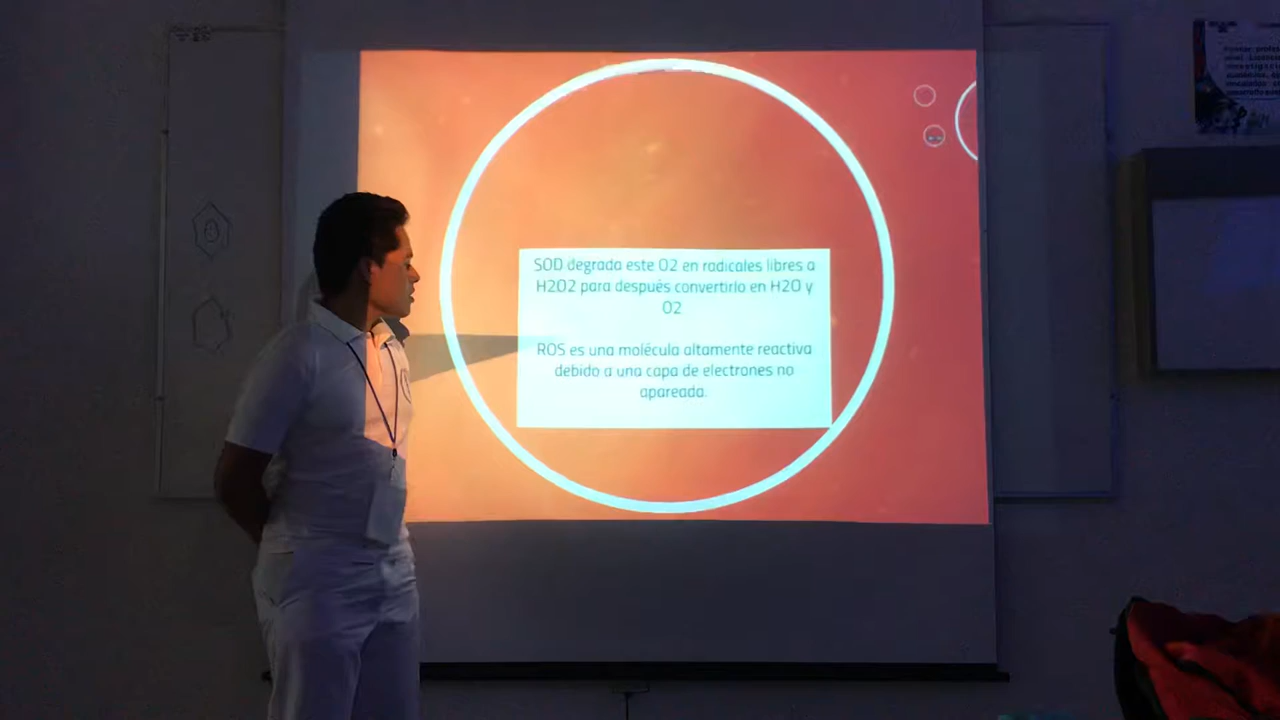 SOD degrada este O2 en radicales libres a
H2O2 para después convertirlo en H2O y
O2
ROS es una molécula altamente reactiva
debido a una capa de electrones no
apareada.